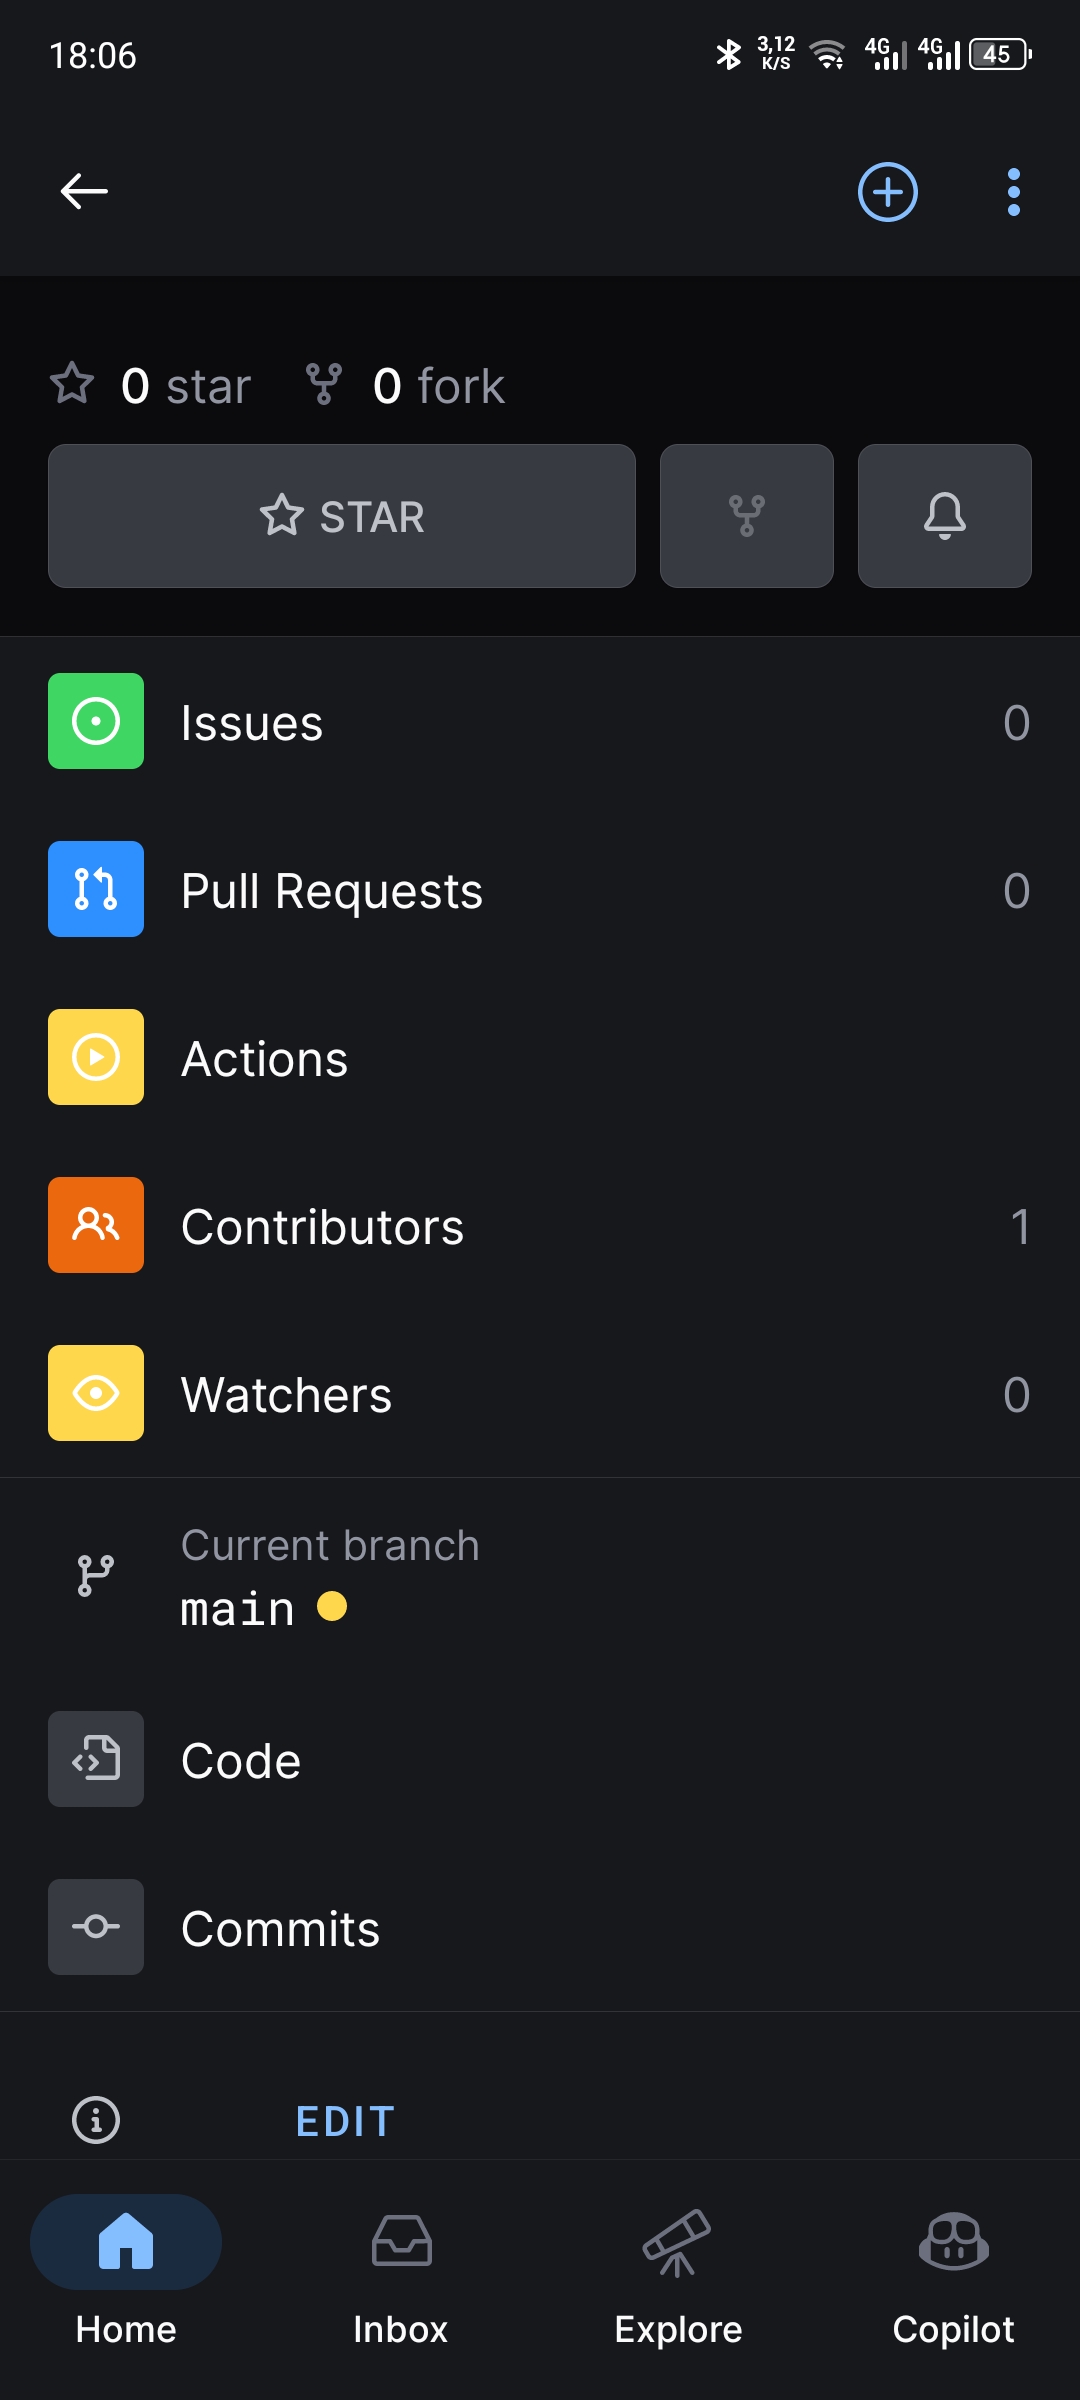 18:06
3,12
K/S
4G
4G
45
0 star
0 fork
STAR
Issues
0
Pull Requests
0
Actions
Contributors
1
Watchers
0
Current branch
main
Code
Commits
EDIT
Home
Inbox
Explore
Copilot